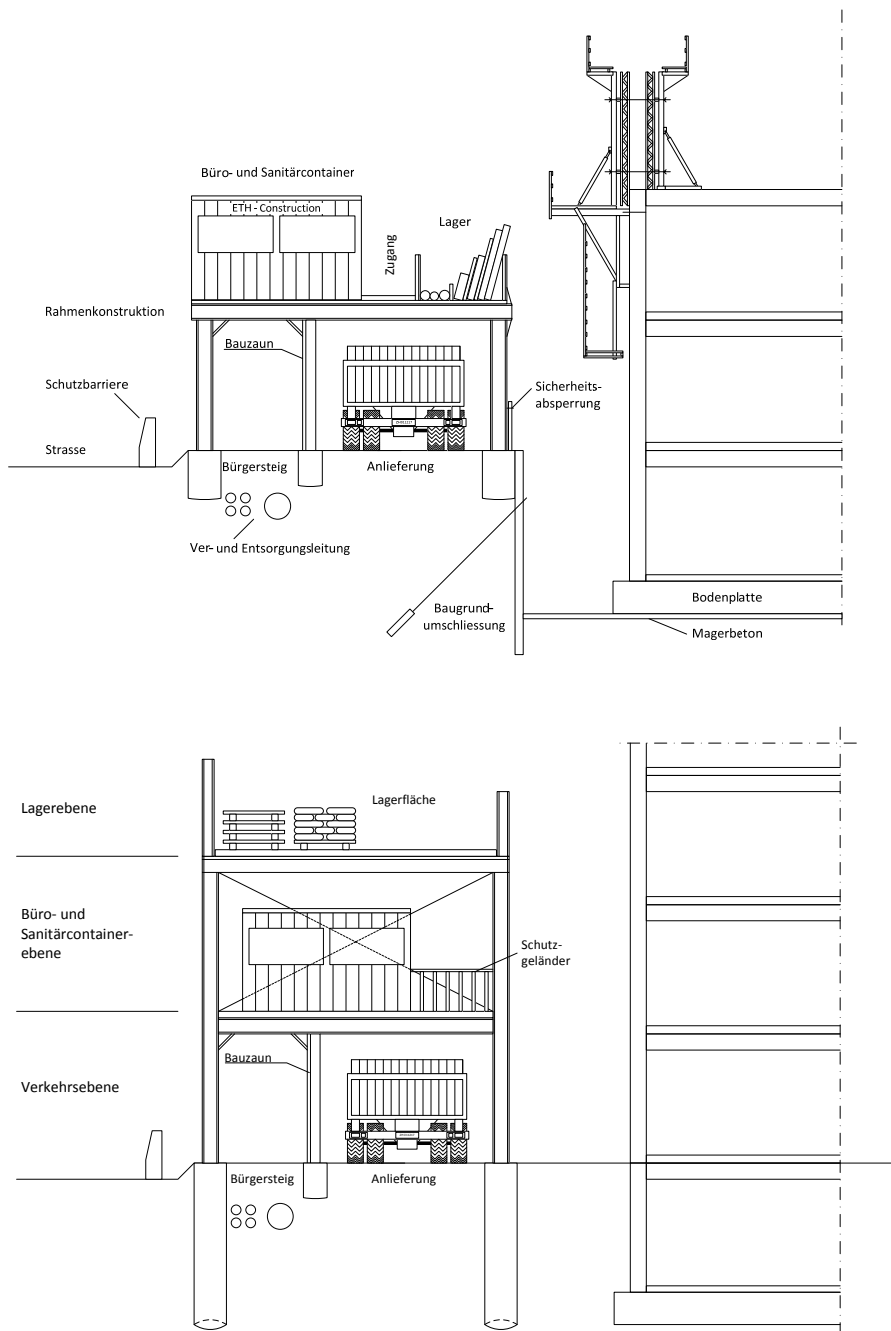 Büro- und Sanitärcontainer
ETH - Construction
Zugang
Lager
Rahmenkonstruktion
Bauzaun
Schutzbarriere
Sicherheits-
absperrung
Strasse
Bürgersteig
Anlieferung
Ver- und Entsorgungsleitung
Baugrund-
umschliessung
Bodenplatte
Magerbeton
Lagerebene
Lagerfläche
Büro- und
Sanitärcontainer-
ebene
Schutz-
geländer
Bauzaun
Verkehrsebene
Bürgersteig
Anlieferung